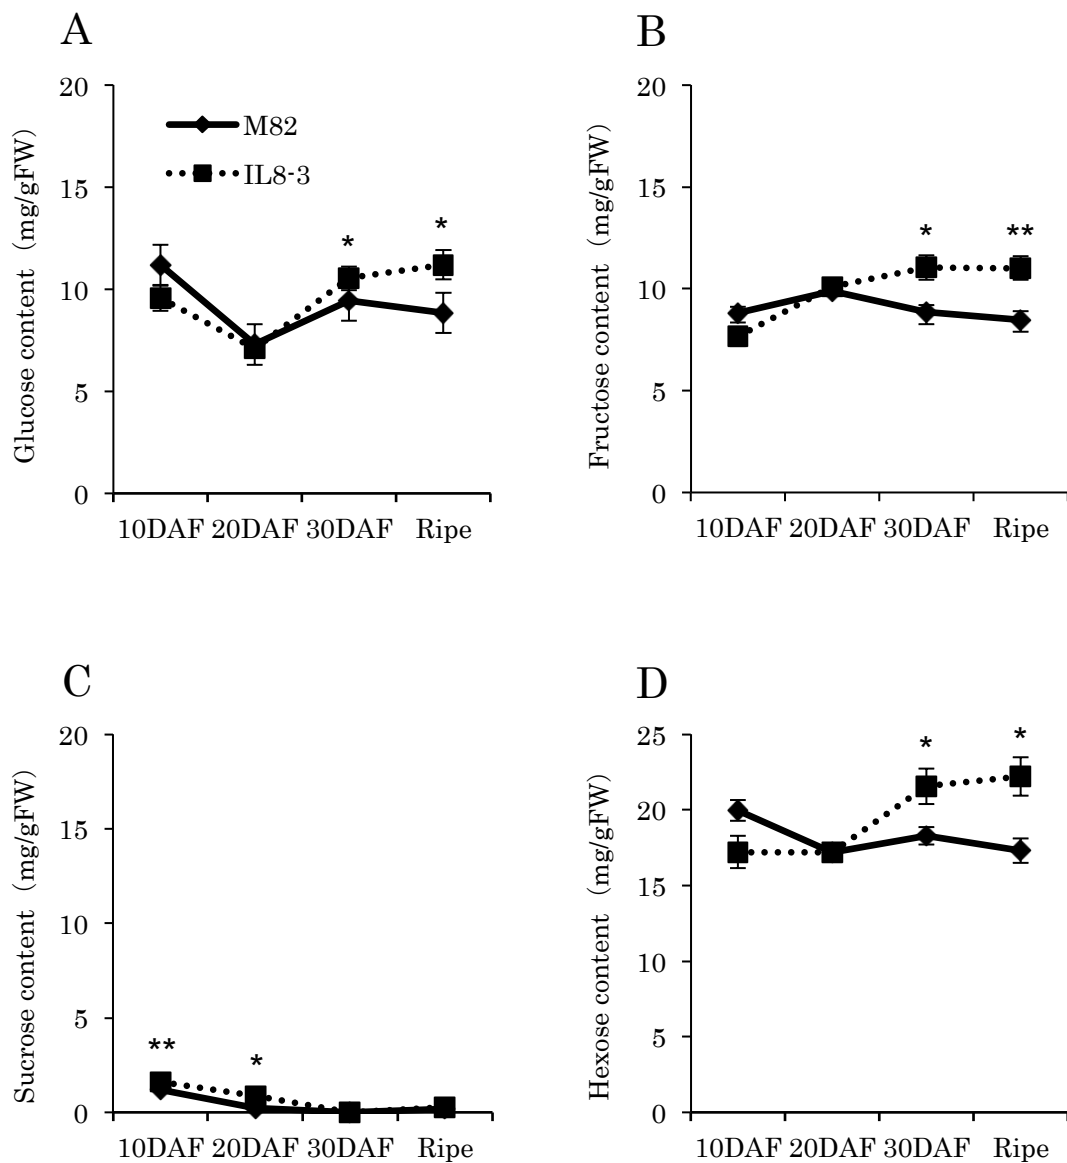 A
Glucose content (mg/gFW)
20
15
10
5
0
M82
IL8-3
*
*
10DAF 20DAF 30DAF Ripe
B
Fructose content (mg/gFW)
20
15
10
5
0
*
**
10DAF 20DAF 30DAF Ripe
C
Sucrose content (mg/gFW)
20
15
10
5
0
**
*
10DAF 20DAF 30DAF Ripe
D
Hexose content (mg/gFW)
25
20
15
10
5
0
*
*
10DAF 20DAF 30DAF Ripe